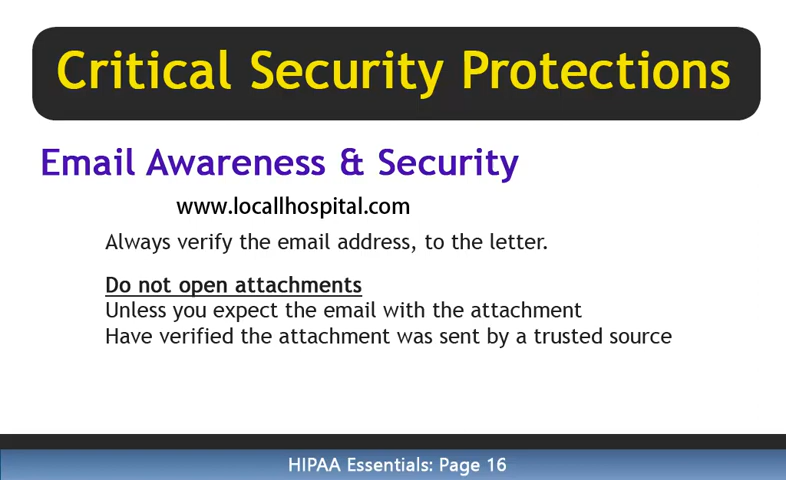 Critical Security Protections
Email Awareness & Security
www.locallhospital.com
Always verify the email address, to the letter.
Do not open attachments
Unless you expect the email with the attachment
Have verified the attachment was sent by a trusted source
HIPAA Essentials: Page 16